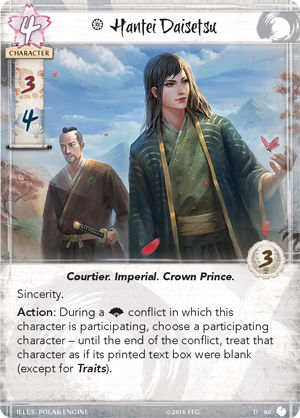 4
Hantei Daisetsu
CHARACTER
3
4
3
Courtier. Imperial. Crown Prince.
Sincerity.
Action: During a conflict in which this
character is participating, choose a participating
character – until the end of the conflict, treat that
character as if its printed text box were blank
(except for Traits).
ILLUS. POLAR ENGINE
©2018 FFG
D 60